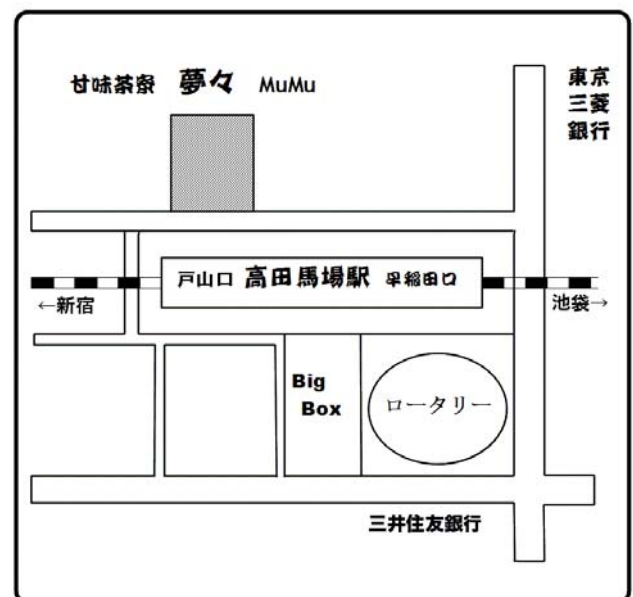 甘味茶寮 夢々 MuMu
東京
三菱
銀行
戸山口 高田馬場駅 早稲田口
←新宿
池袋→
Big
Box
ロータリー
三井住友銀行